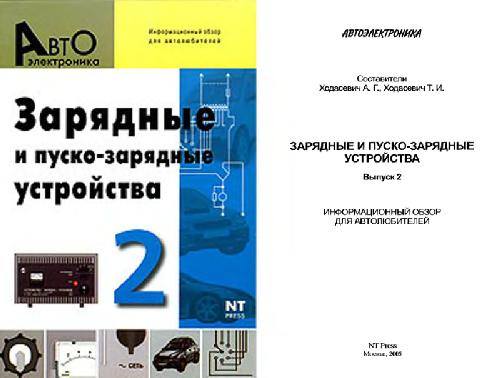 АвтО
электроника
Информационный обзор
для автолюбителей
Зарядные
и пуско-зарядные
устройства
2
NT
PRESS
~ СЕТЬ
АВТОЭЛЕКТРОНИКА
Составители
Ходасевич А. Г., Ходасевич Т. И.
ЗАРЯДНЫЕ И ПУСКО-ЗАРЯДНЫЕ
УСТРОЙСТВА
Выпуск 2
ИНФОРМАЦИОННЫЙ ОБЗОР
ДЛЯ АВТОЛЮБИТЕЛЕЙ
NT Press
Москва, 2005